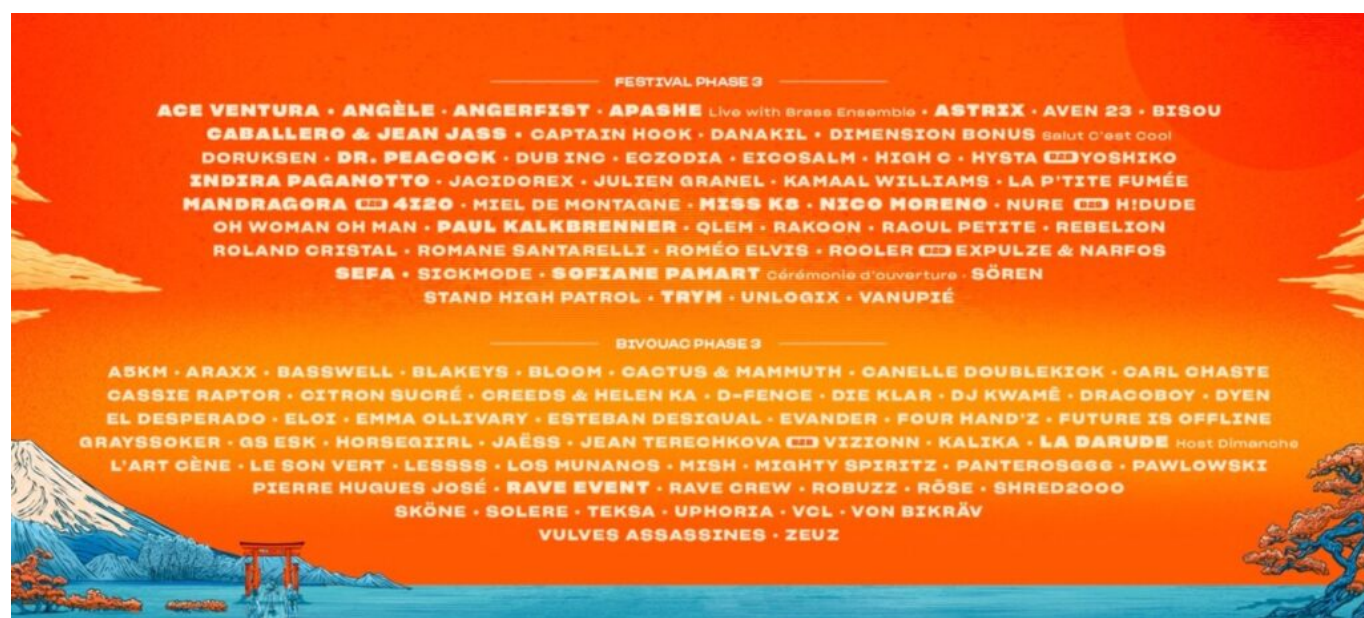 FESTIVAL PHASE 3
ACE VENTURA • ANGÈLE • ANGERFIST • APASHE Live with Brass Ensemble • ASTRIX • AVEN 23 • BISOU
CABALLERO & JEAN JASS • CAPTAIN HOOK • DANAKIL • DIMENSION BONUS Salut C'est Cool
DORUKSEN • DR. PEACOCK • DUB INC • ECZODIA • EICOSALM • HIGH C • HYSTA B2B YOSHIKO
INDIRA PAGANOTTO • JACIDOREX • JULIEN GRANEL • KAMAAL WILLIAMS • LA P'TITE FUMÉE
MANDRAGORA B2B 4I20 • MIEL DE MONTAGNE • MISS K8 • NICO MORENO • NURE B2B H!DUDE
OH WOMAN OH MAN • PAUL KALKBRENNER • QLEM • RAKOON • RAOUL PETITE • REBELION
ROLAND CRISTAL • ROMANE SANTARELLI • ROMÉO ELVIS • ROOLER B2B EXPULZE & NARFOS
SEFA • SICKMODE • SOFIANE PAMART Cérémonie d'ouverture • SÖREN
STAND HIGH PATROL • TRYM • UNLOGIX • VANUPIÉ
BIVOUAC PHASE 3
A5KM • ARAXX • BASSWELL • BLAKEYS • BLOOM • CACTUS & MAMMUTH • CANELLE DOUBLEKICK • CARL CHASTE
CASSIE RAPTOR • CITRON SUCRÉ • CREEDS & HELEN KA • D-FENCE • DIE KLAR • DJ KWAMÊ • DRACOBOY • DYEN
EL DESPERADO • ELOI • EMMA OLLIVARY • ESTEBAN DESIGUAL • EVANDER • FOUR HAND'Z • FUTURE IS OFFLINE
GRAYSSOKER • GS ESK • HORSEGIIRL • JAËSS • JEAN TERECHKOVA B2B VIZIONN • KALIKA • LA DARUDE Host Dimanche
L'ART CÈNE • LE SON VERT • LESSSS • LOS MUNANOS • MISH • MIGHTY SPIRITZ • PANTEROS666 • PAWLOWSKI
PIERRE HUGUES JOSÉ • RAVE EVENT • RAVE CREW • ROBUZZ • RÕSE • SHRED2000
SKÖNE • SOLERE • TEKSA • UPHORIA • VCL • VON BIKRÄV
VULVES ASSASSINES • ZEUZ